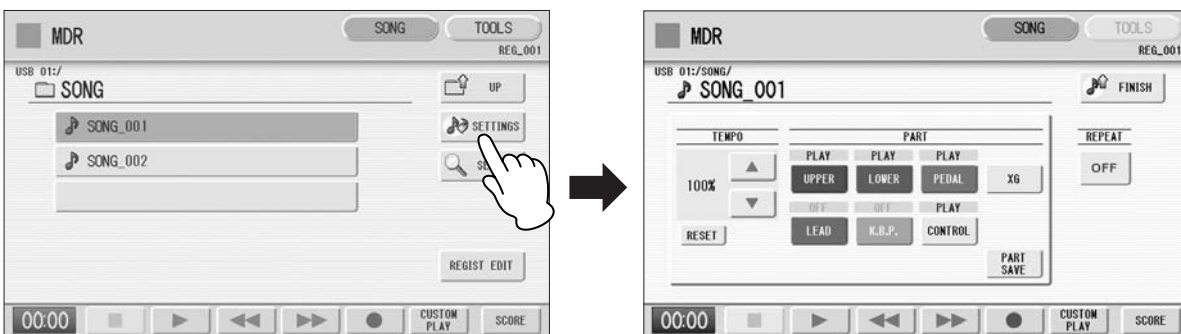 MDR
SONG
TOOLS
REG_001
USB 01:/
SONG
UP
SONG_001
SETTINGS
SONG_002
REGIST EDIT
00:00
CUSTOM
PLAY
SCORE
MDR
SONG
TOOLS
REG_001
USB 01:/SONG/
SONG_001
FINISH
TEMPO
PART
REPEAT
PLAY PLAY PLAY
100%
UPPER LOWER PEDAL XG
OFF
OFF OFF PLAY
RESET
LEAD K.B.P. CONTROL
PART
SAVE
00:00
CUSTOM
PLAY
SCORE